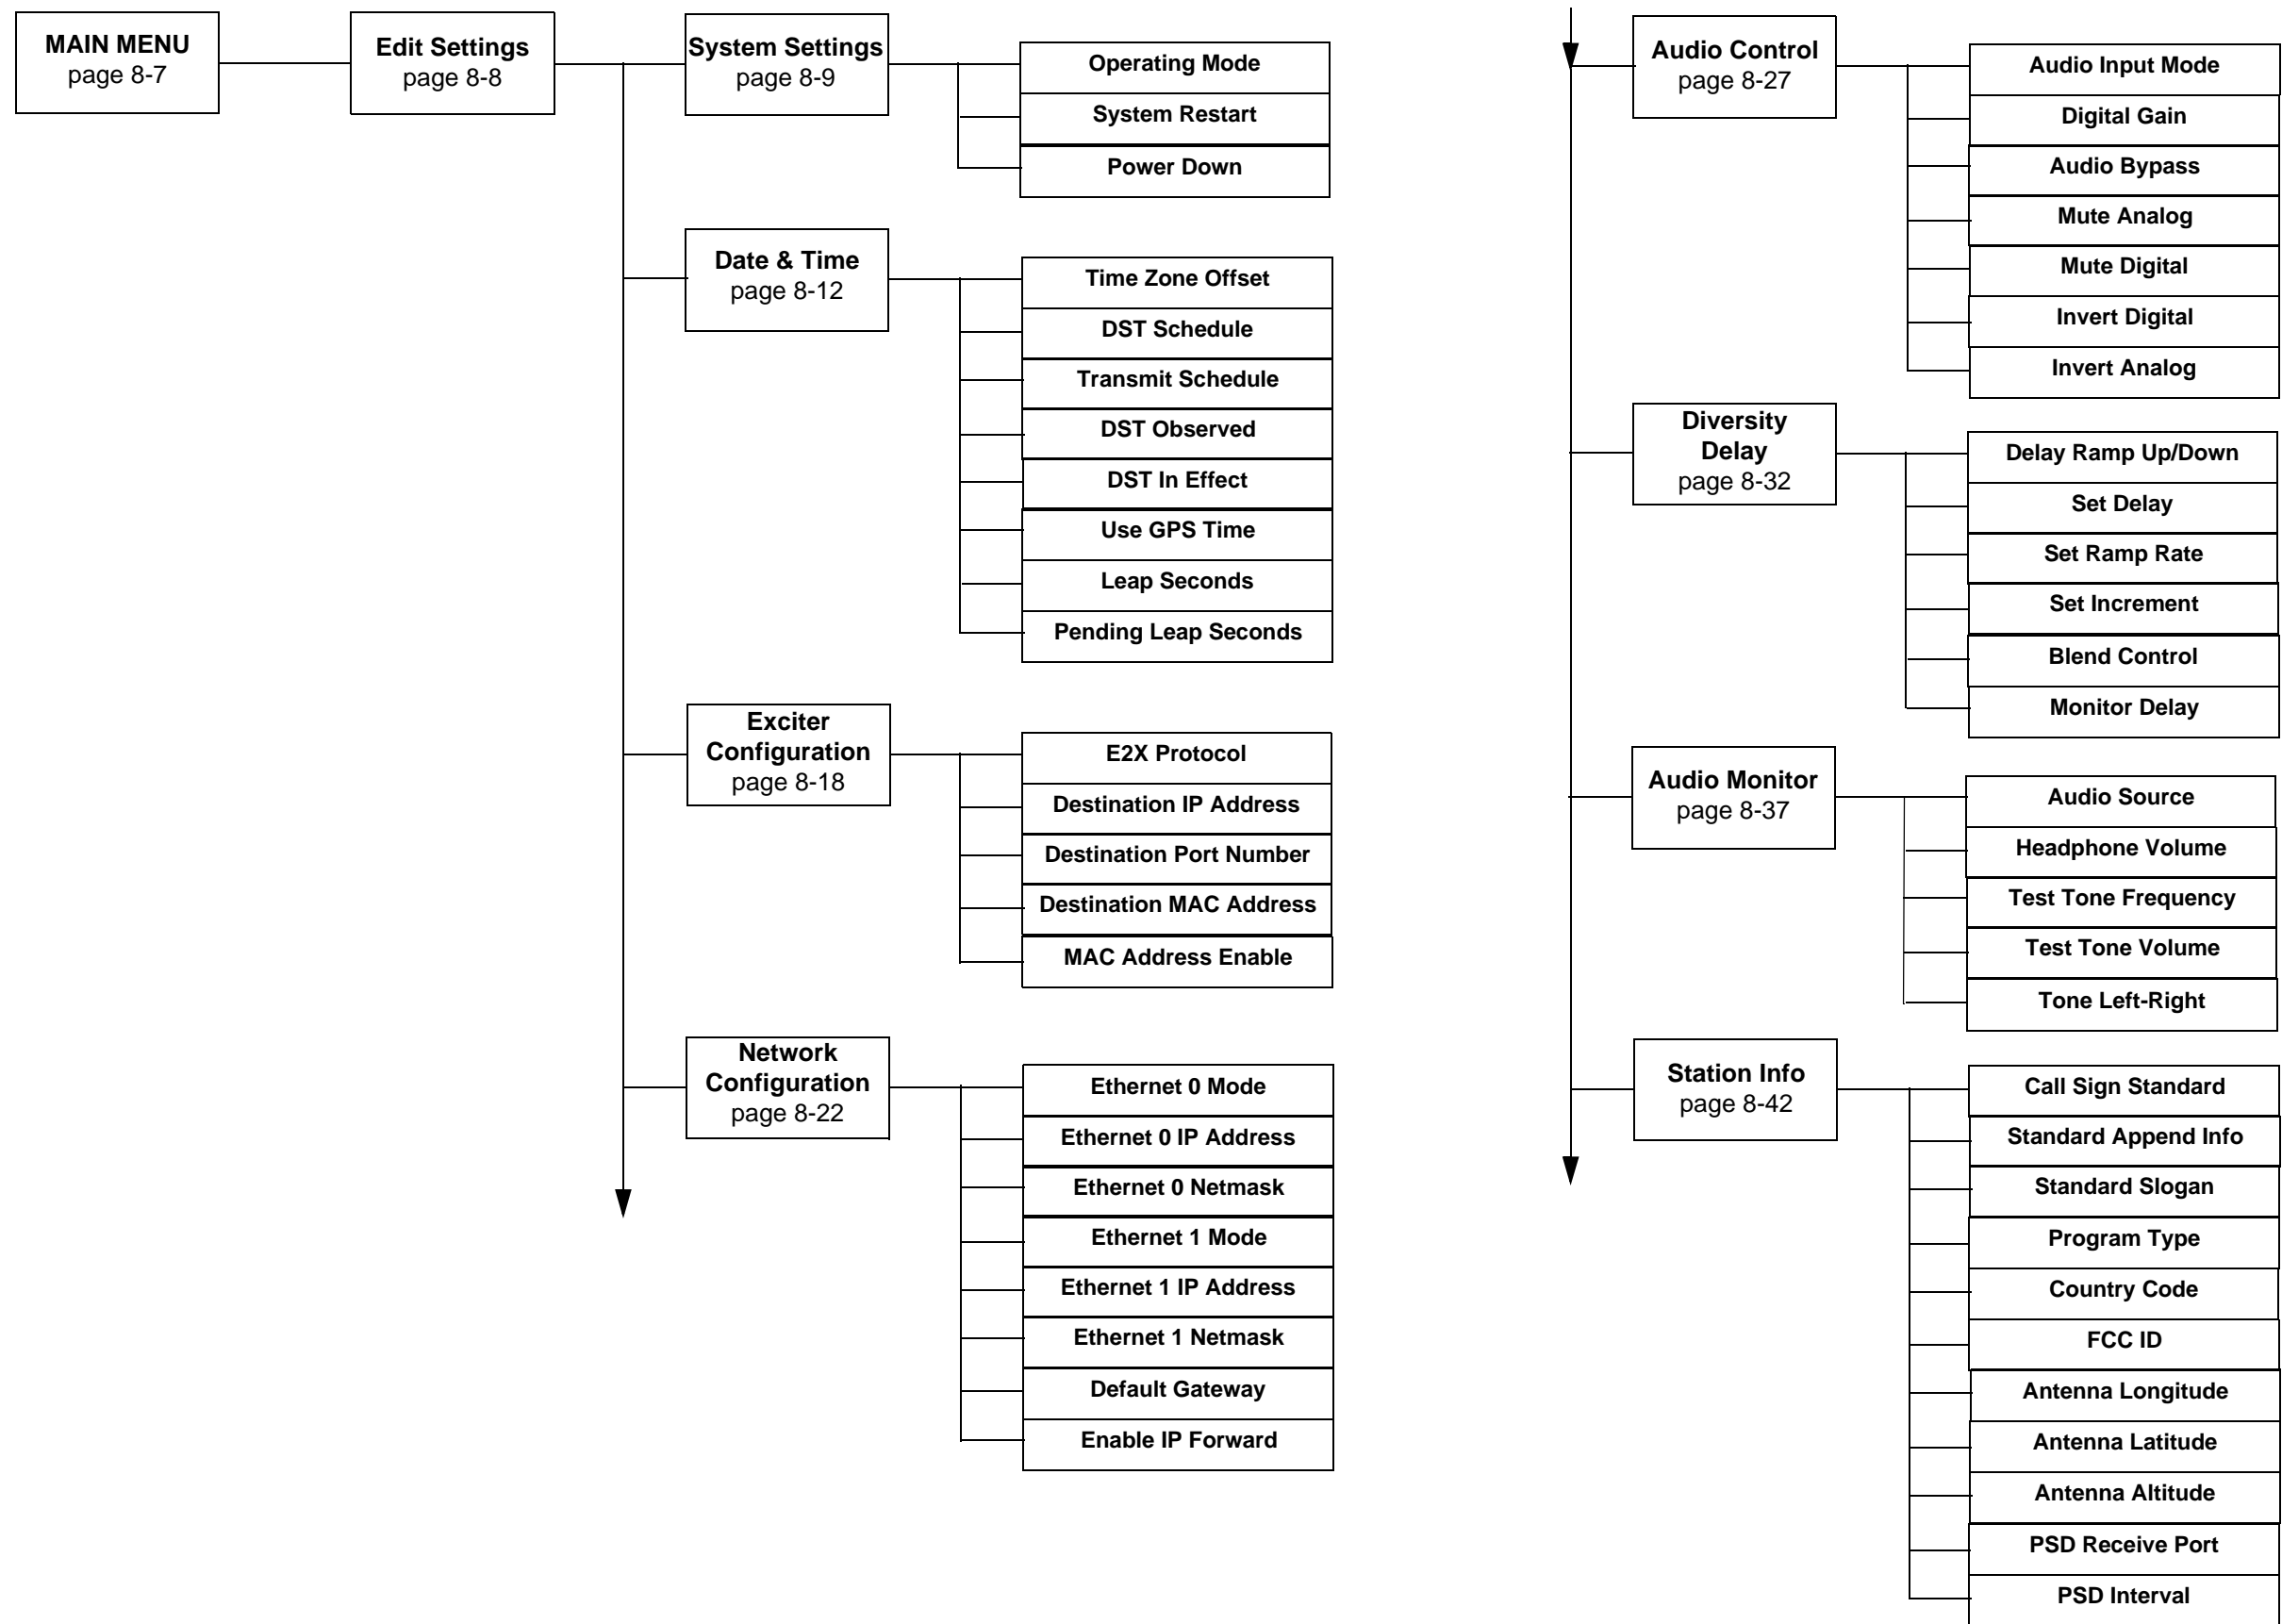 MAIN MENU
page 8-7
Edit Settings
page 8-8
System Settings
page 8-9
Operating Mode
System Restart
Power Down
Date & Time
page 8-12
Time Zone Offset
DST Schedule
Transmit Schedule
DST Observed
DST In Effect
Use GPS Time
Leap Seconds
Pending Leap Seconds
Exciter
Configuration
page 8-18
E2X Protocol
Destination IP Address
Destination Port Number
Destination MAC Address
MAC Address Enable
Network
Configuration
page 8-22
Ethernet 0 Mode
Ethernet 0 IP Address
Ethernet 0 Netmask
Ethernet 1 Mode
Ethernet 1 IP Address
Ethernet 1 Netmask
Default Gateway
Enable IP Forward
Audio Control
page 8-27
Audio Input Mode
Digital Gain
Audio Bypass
Mute Analog
Mute Digital
Invert Digital
Invert Analog
Diversity
Delay
page 8-32
Delay Ramp Up/Down
Set Delay
Set Ramp Rate
Set Increment
Blend Control
Monitor Delay
Audio Monitor
page 8-37
Audio Source
Headphone Volume
Test Tone Frequency
Test Tone Volume
Tone Left-Right
Station Info
page 8-42
Call Sign Standard
Standard Append Info
Standard Slogan
Program Type
Country Code
FCC ID
Antenna Longitude
Antenna Latitude
Antenna Altitude
PSD Receive Port
PSD Interval